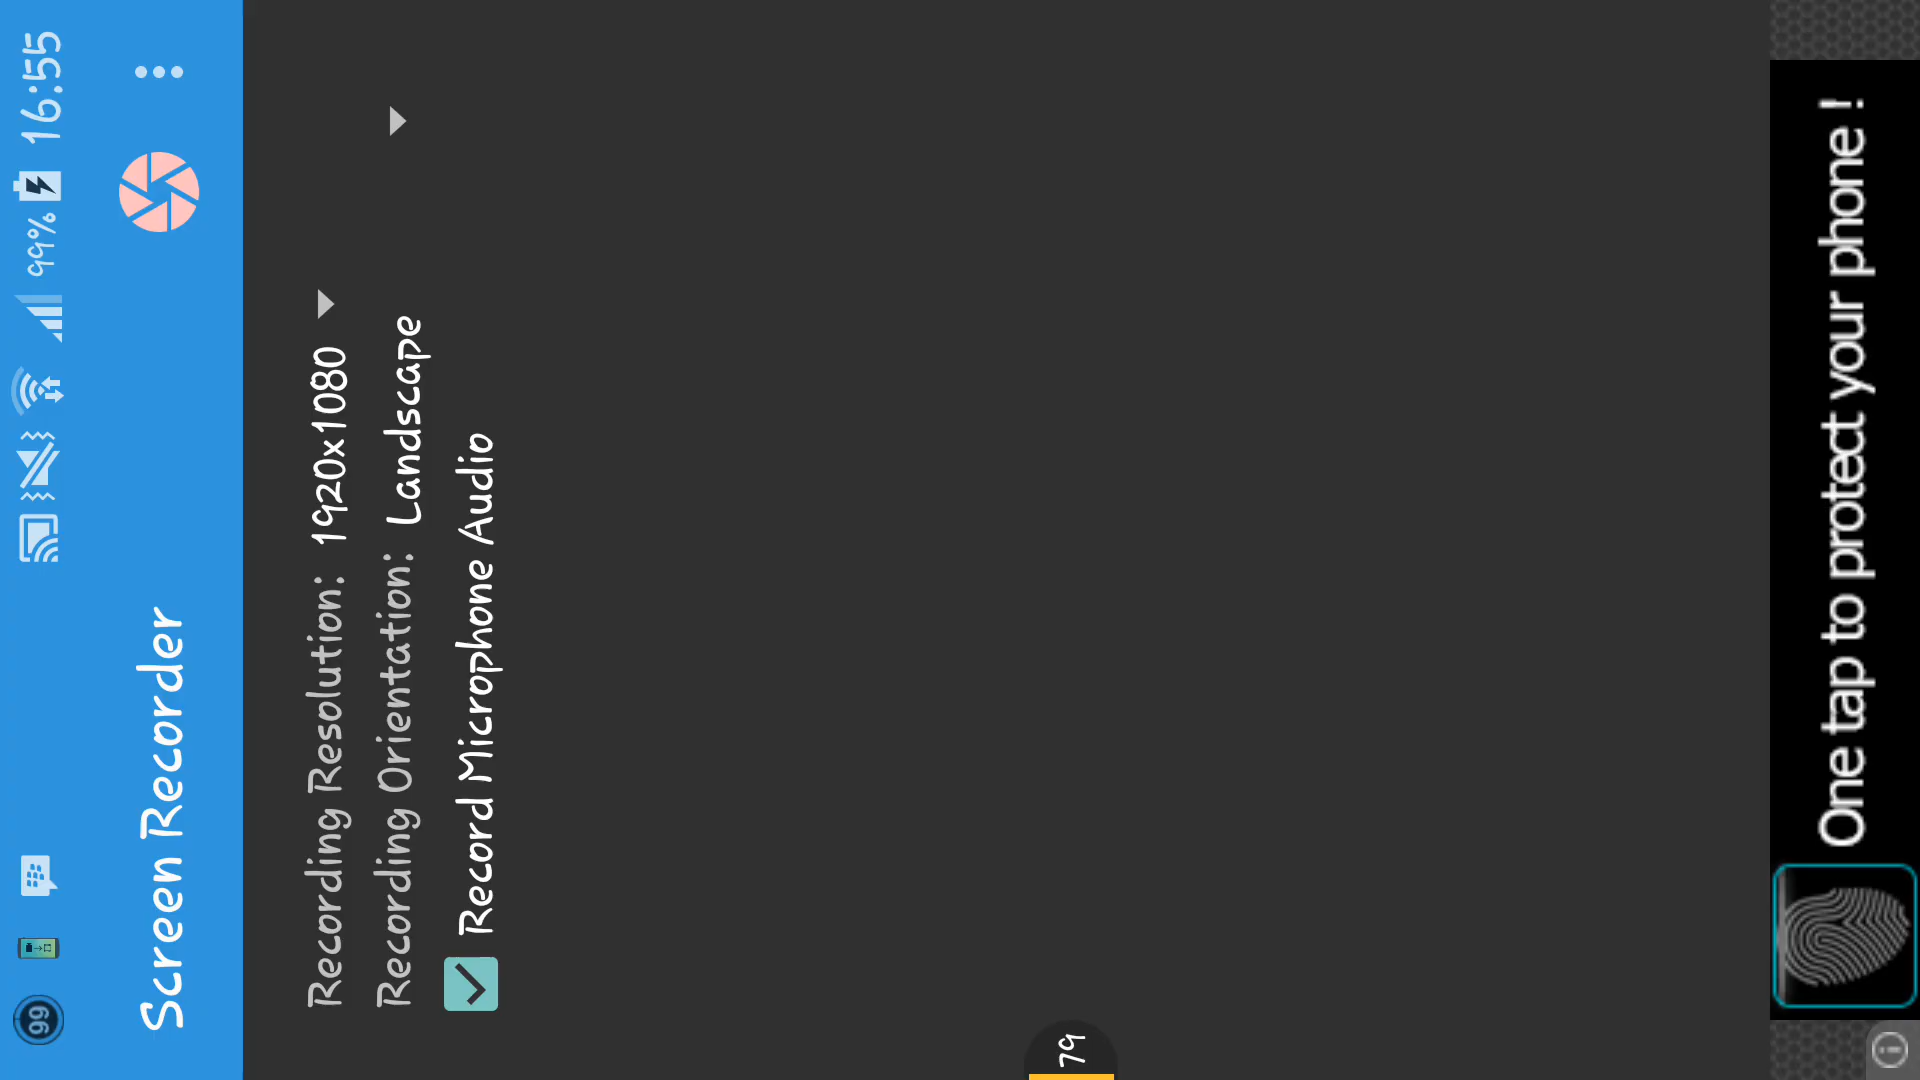 99
99%
16:55
Screen Recorder
Recording Resolution: 1920x1080
Recording Orientation: Landscape
Record Microphone Audio
79
One tap to protect your phone !